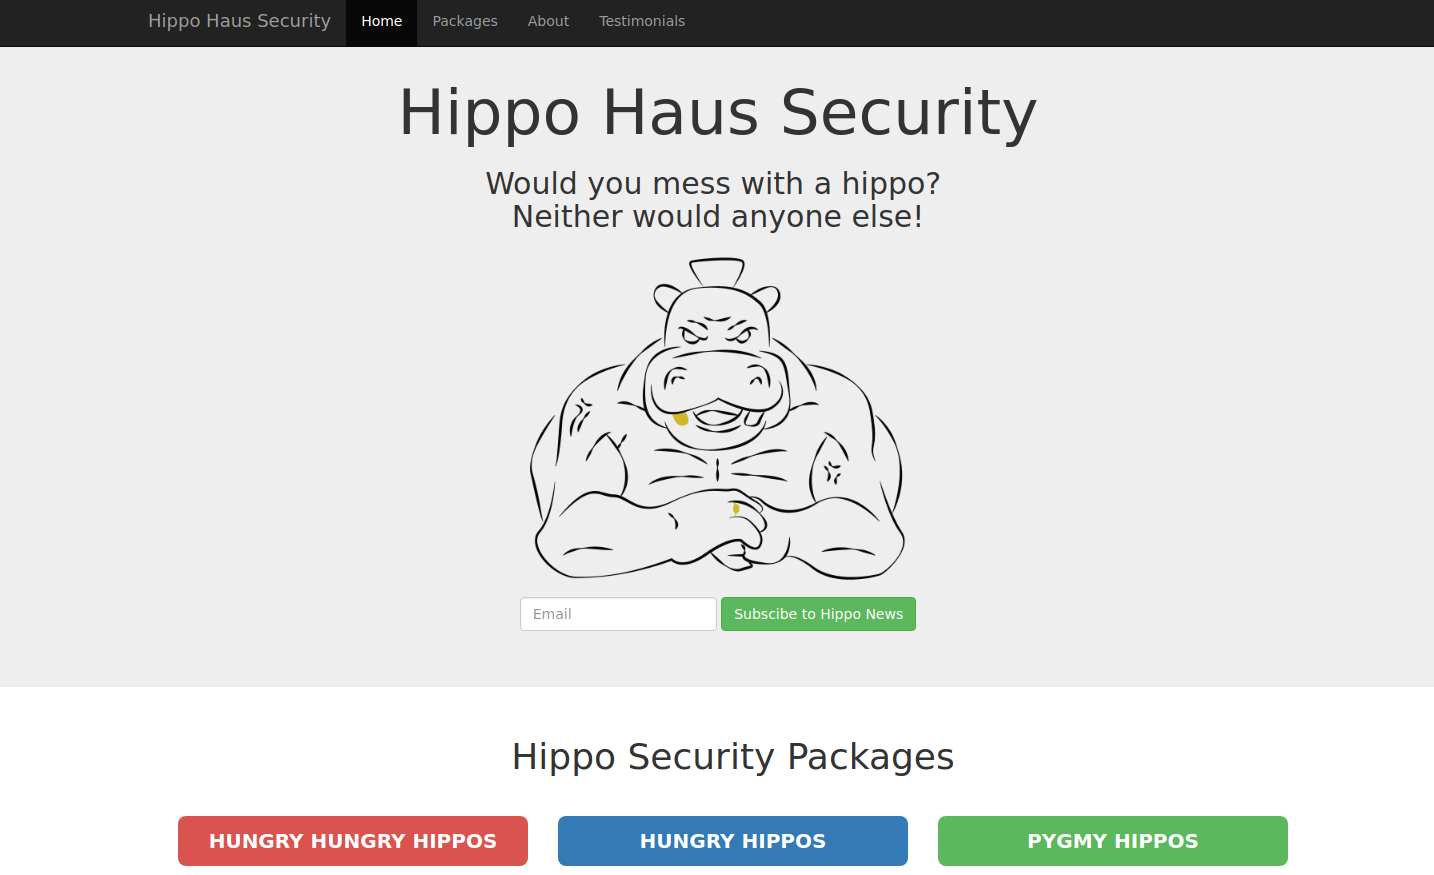 Hippo Haus Security Home Packages About Testimonials
Hippo Haus Security
Would you mess with a hippo?
Neither would anyone else!
Email Subscibe to Hippo News
Hippo Security Packages
HUNGRY HUNGRY HIPPOS HUNGRY HIPPOS PYGMY HIPPOS